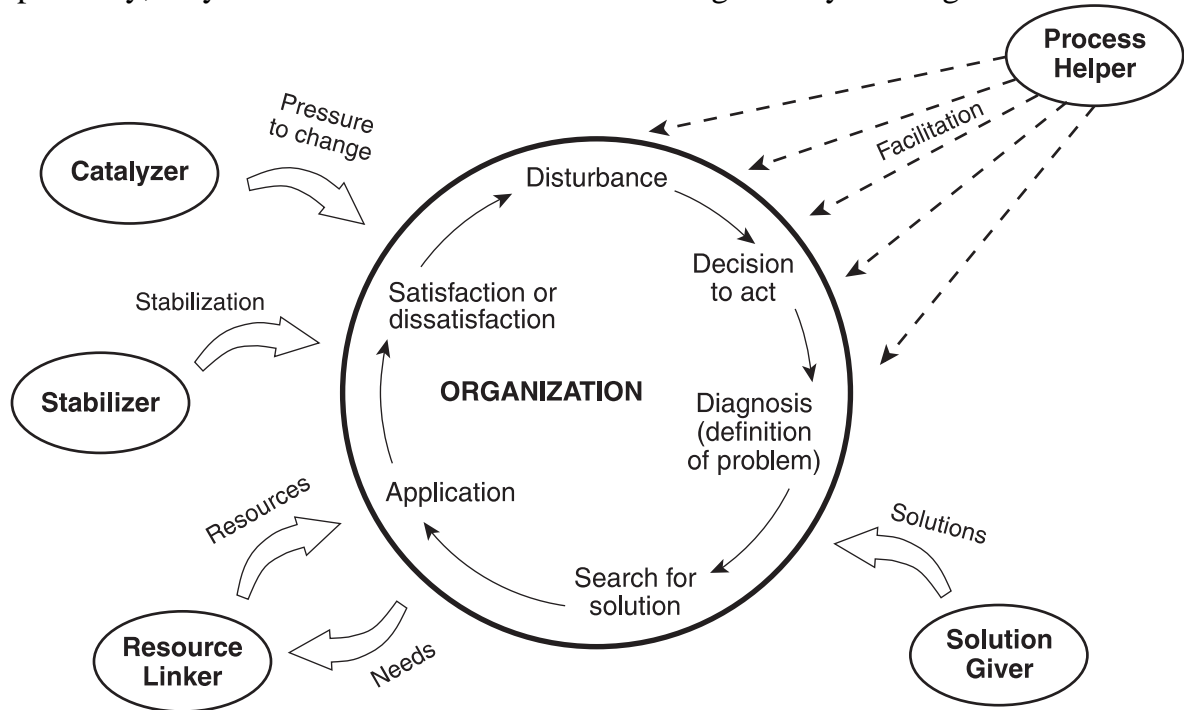 Process
Helper
Pressure
to change
Facilitation
Catalyzer
Disturbance
Decision
to act
Stabilization
Satisfaction or
dissatisfaction
ORGANIZATION
Stabilizer
Diagnosis
(definition
of problem)
Resources
Application
Solutions
Search for
solution
Resource
Linker
Needs
Solution
Giver